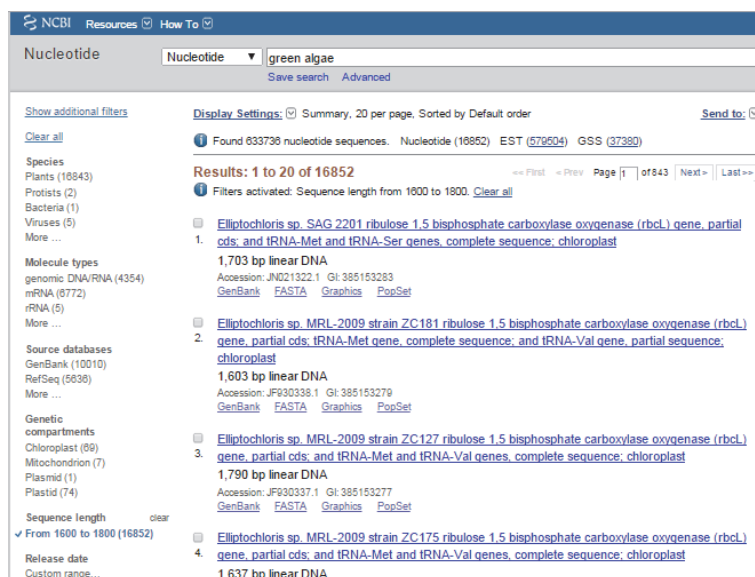 NCBI Resources How To
Nucleotide
Nucleotide
green algae
Save search Advanced
Show additional filters
Clear all
Species
Plants (16843)
Protists (2)
Bacteria (1)
Viruses (5)
More ...
Molecule types
genomic DNA/RNA (4354)
mRNA (6772)
rRNA (5)
More ...
Source databases
GenBank (10010)
RefSeq (5636)
More ...
Genetic
compartments
Chloroplast (69)
Mitochondrion (7)
Plasmid (1)
Plastid (74)
Sequence length clear
From 1600 to 1800 (16852)
Release date
Custom range...
Display Settings: Summary, 20 per page, Sorted by Default order Send to:
Found 633736 nucleotide sequences. Nucleotide (16852) EST (579504) GSS (37380)
Results: 1 to 20 of 16852 << First < Prev Page 1 of 843 Next > Last >>
Filters activated: Sequence length from 1600 to 1800. Clear all
Elliptochloris sp. SAG 2201 ribulose 1,5 bisphosphate carboxylase oxygenase (rbcL) gene, partial
1. cds; and tRNA-Met and tRNA-Ser genes, complete sequence; chloroplast
1,703 bp linear DNA
Accession: JN021322.1 GI: 385153283
GenBank FASTA Graphics PopSet
Elliptochloris sp. MRL-2009 strain ZC181 ribulose 1,5 bisphosphate carboxylase oxygenase (rbcL)
2. gene, partial cds; tRNA-Met gene, complete sequence; and tRNA-Val gene, partial sequence;
chloroplast
1,603 bp linear DNA
Accession: JF930338.1 GI: 385153279
GenBank FASTA Graphics PopSet
Elliptochloris sp. MRL-2009 strain ZC127 ribulose 1,5 bisphosphate carboxylase oxygenase (rbcL)
3. gene, partial cds; and tRNA-Met and tRNA-Val genes, complete sequence; chloroplast
1,790 bp linear DNA
Accession: JF930337.1 GI: 385153277
GenBank FASTA Graphics PopSet
Elliptochloris sp. MRL-2009 strain ZC175 ribulose 1,5 bisphosphate carboxylase oxygenase (rbcL)
4. gene, partial cds; and tRNA-Met and tRNA-Val genes, complete sequence; chloroplast
1,637 bp linear DNA